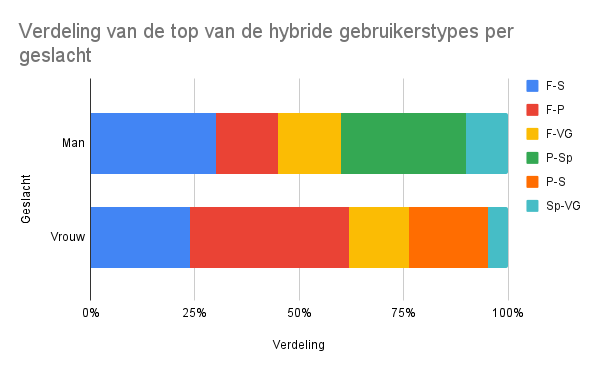 Verdeling van de top van de hybride gebruikerstypes per
geslacht
F-S
F-P
F-VG
P-Sp
P-S
Sp-VG
Man
Vrouw
Geslacht
0%
25%
50%
75%
100%
Verdeling